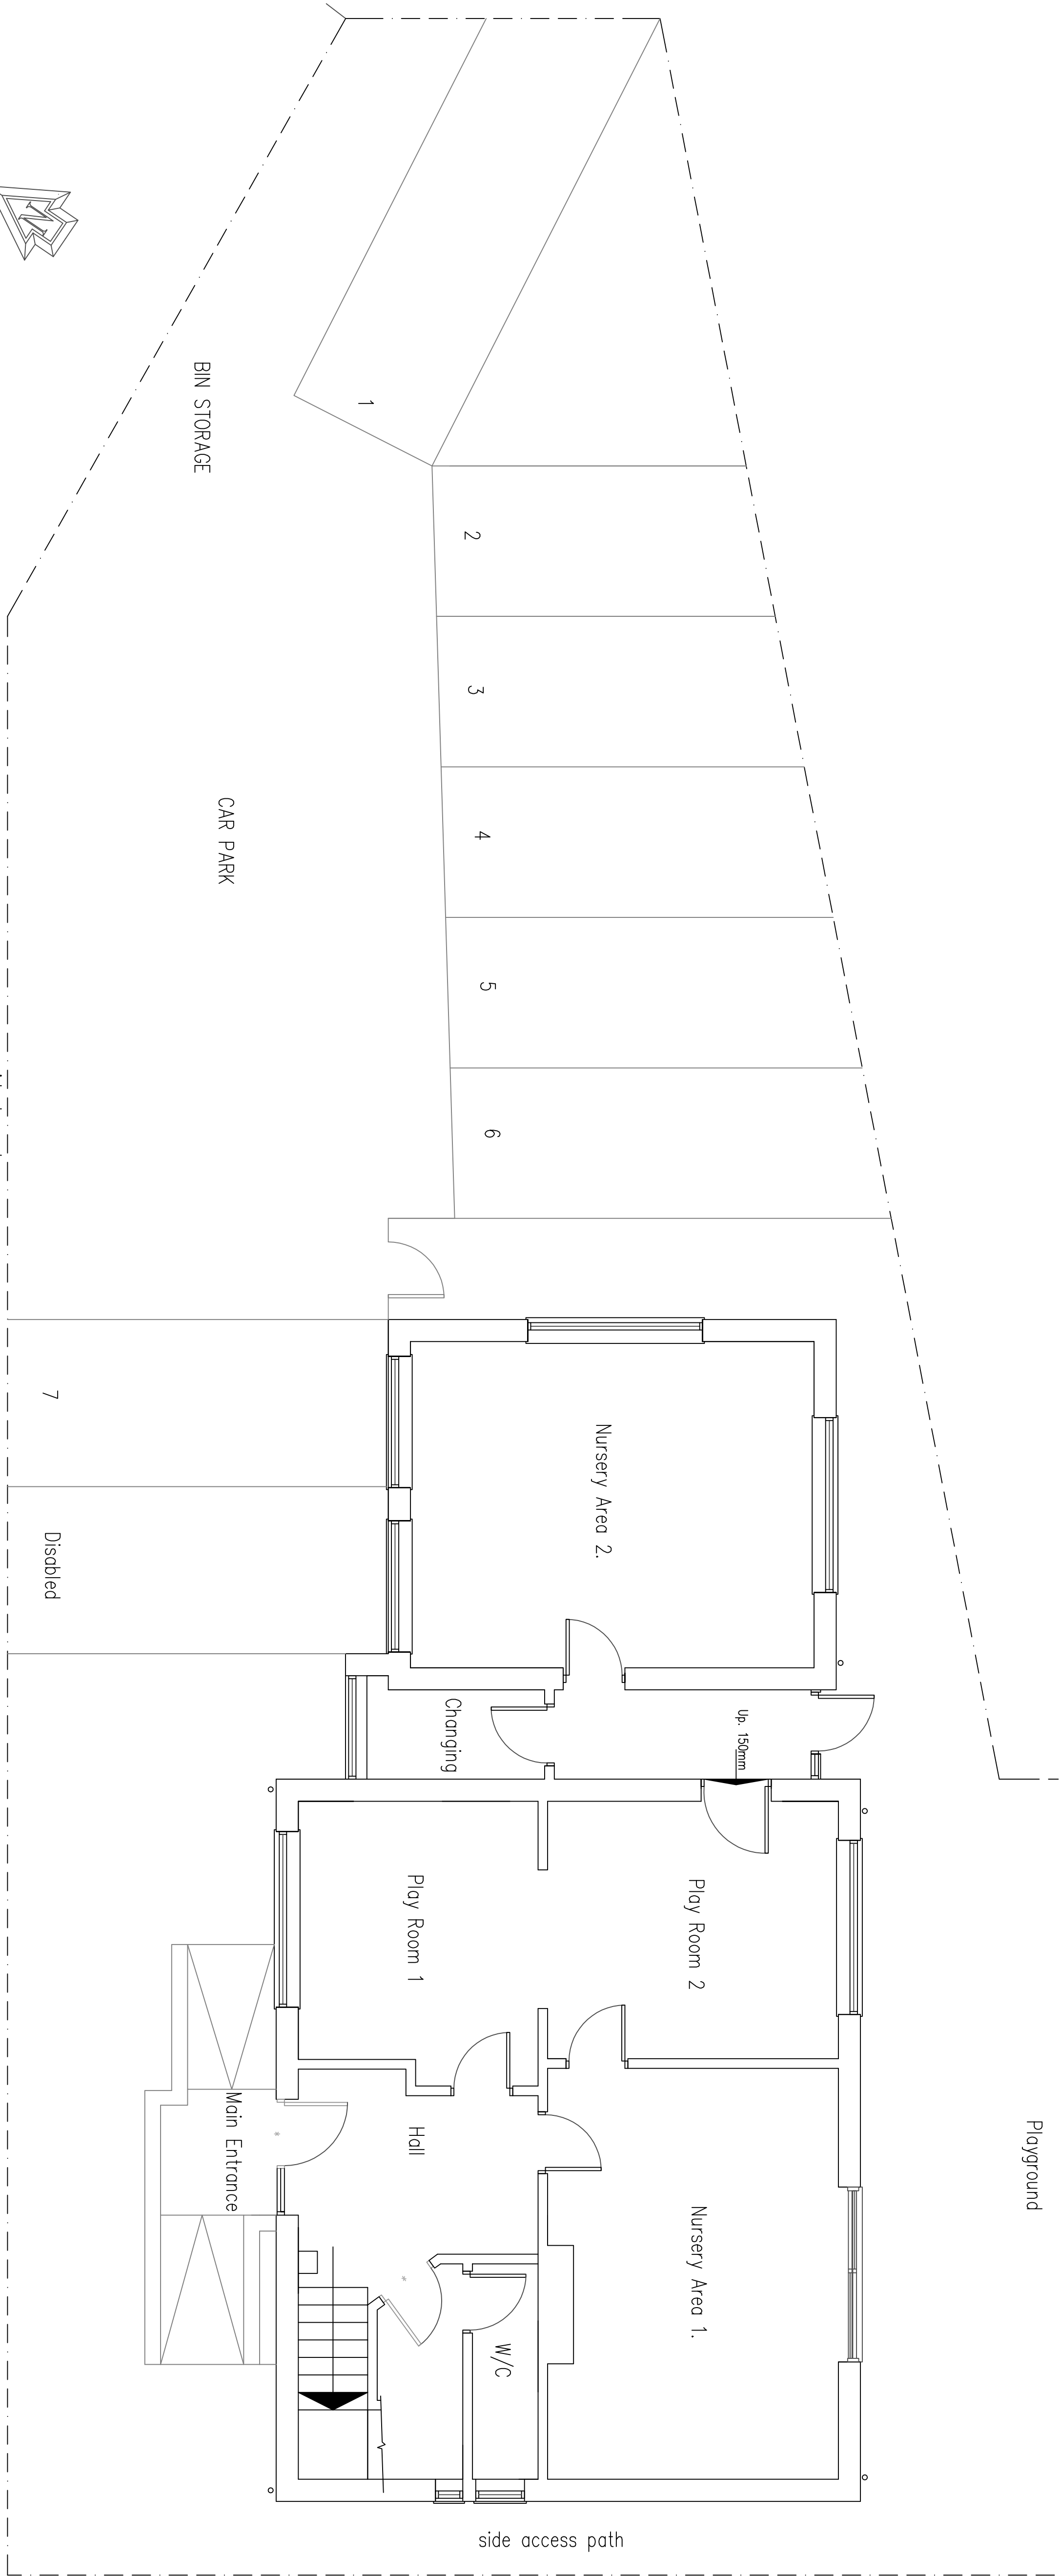 N
BIN STORAGE
1
2
3
CAR PARK
4
5
6
7
Disabled
Nursery Area 2.
Changing
Up. 150mm
Play Room 1
Play Room 2
Main Entrance
Hall
Playground
Nursery Area 1.
W/C
side access path